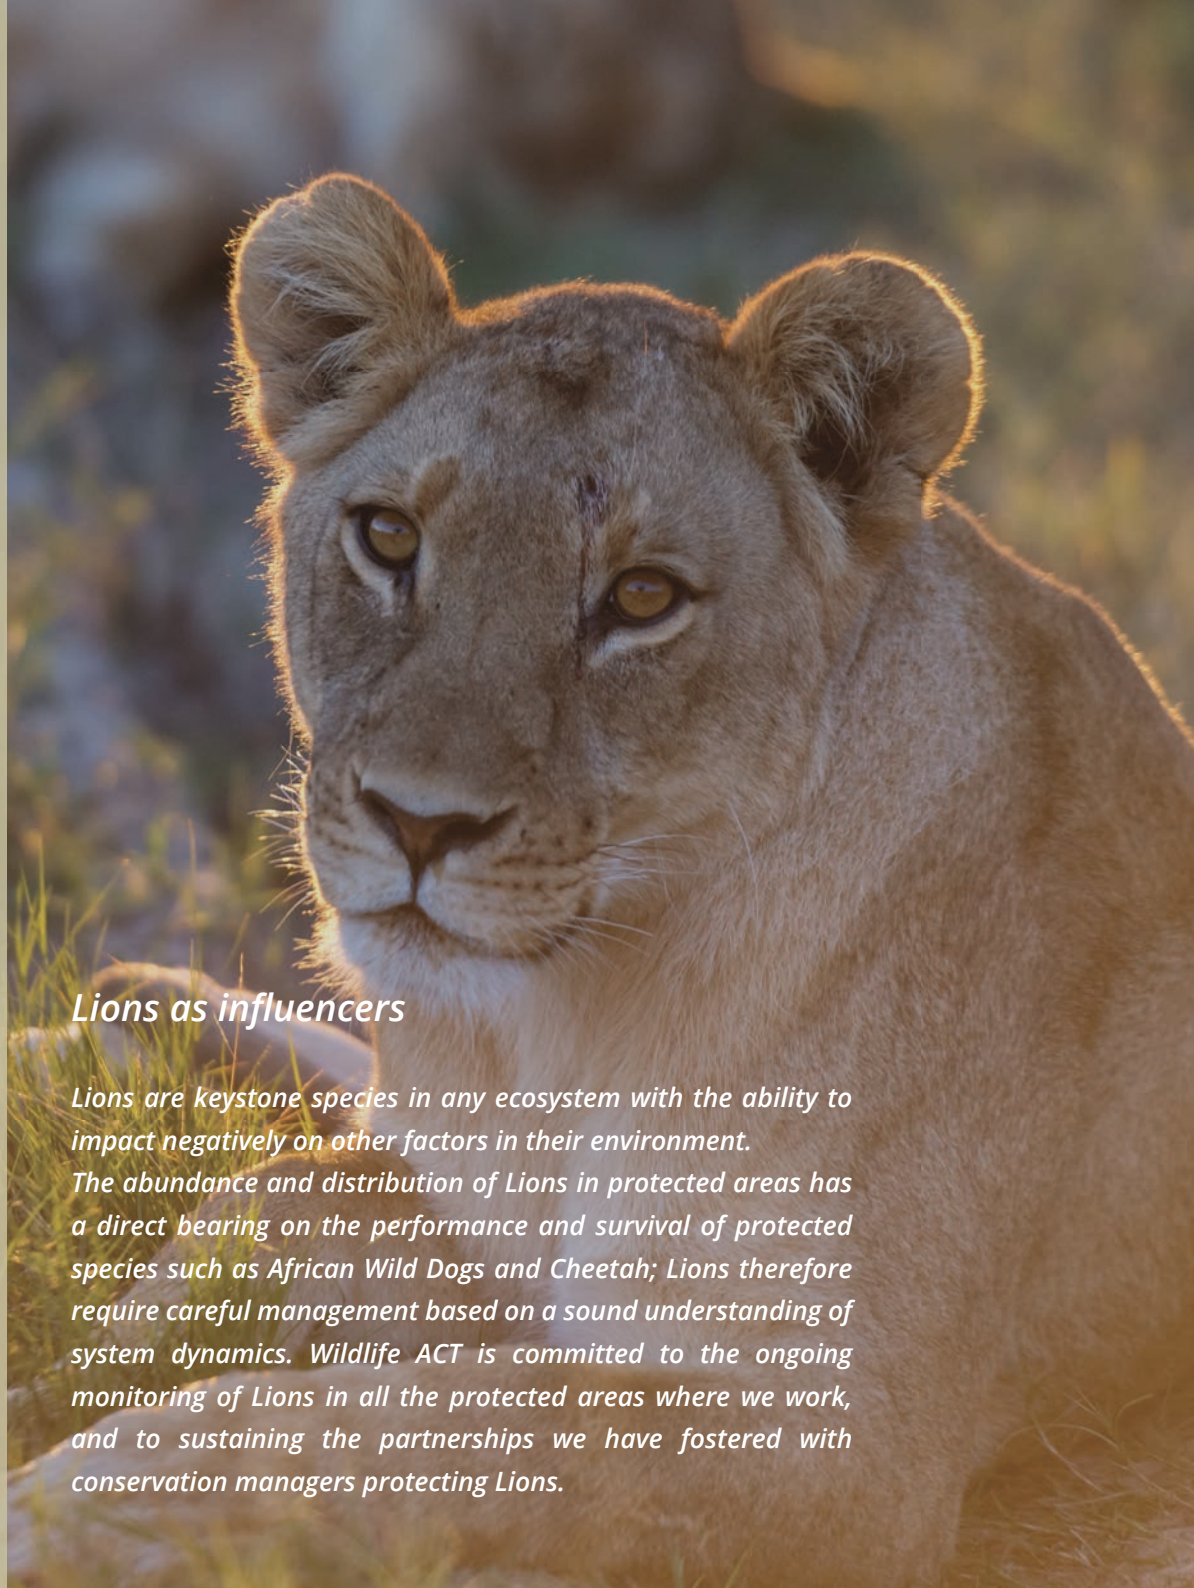 Lions as influencers
Lions are keystone species in any ecosystem with the ability to
impact negatively on other factors in their environment.
The abundance and distribution of Lions in protected areas has
a direct bearing on the performance and survival of protected
species such as African Wild Dogs and Cheetah; Lions therefore
require careful management based on a sound understanding of
system dynamics. Wildlife ACT is committed to the ongoing
monitoring of Lions in all the protected areas where we work,
and to sustaining the partnerships we have fostered with
conservation managers protecting Lions.